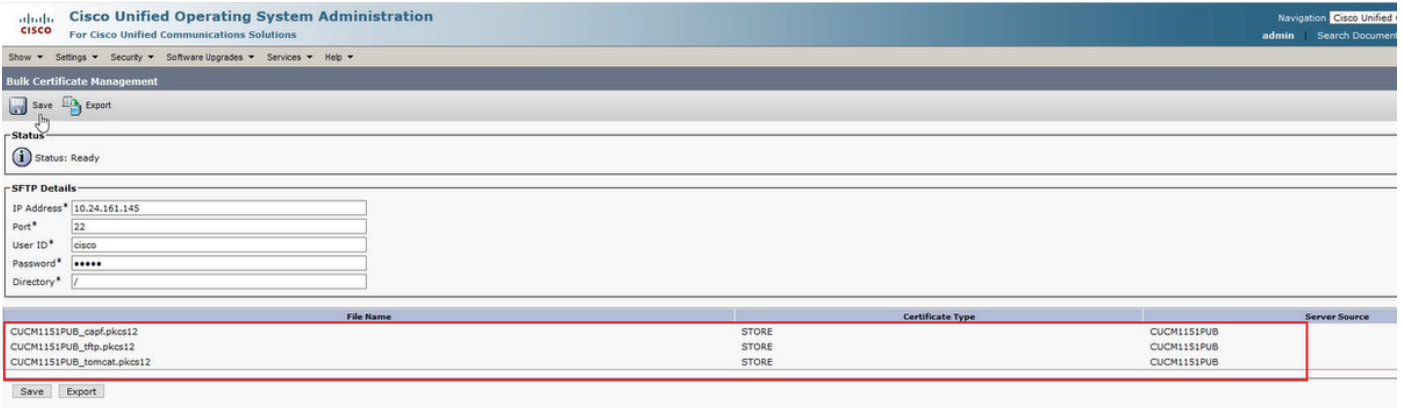 Cisco Unified Operating System Administration
Navigation Cisco Unified
CISCO
For Cisco Unified Communications Solutions
admin | Search Document
Show Settings Security Software Upgrades Services Help
Bulk Certificate Management
Save Export
Status
Status: Ready
SFTP Details
IP Address* 10.24.161.145
Port* 22
User ID* cisco
Password* •••••
Directory* /
File Name Certificate Type Server Source
CUCM1151PUB_capf.pkcs12 STORE CUCM1151PUB
CUCM1151PUB_tftp.pkcs12 STORE CUCM1151PUB
CUCM1151PUB_tomcat.pkcs12 STORE CUCM1151PUB
Save Export